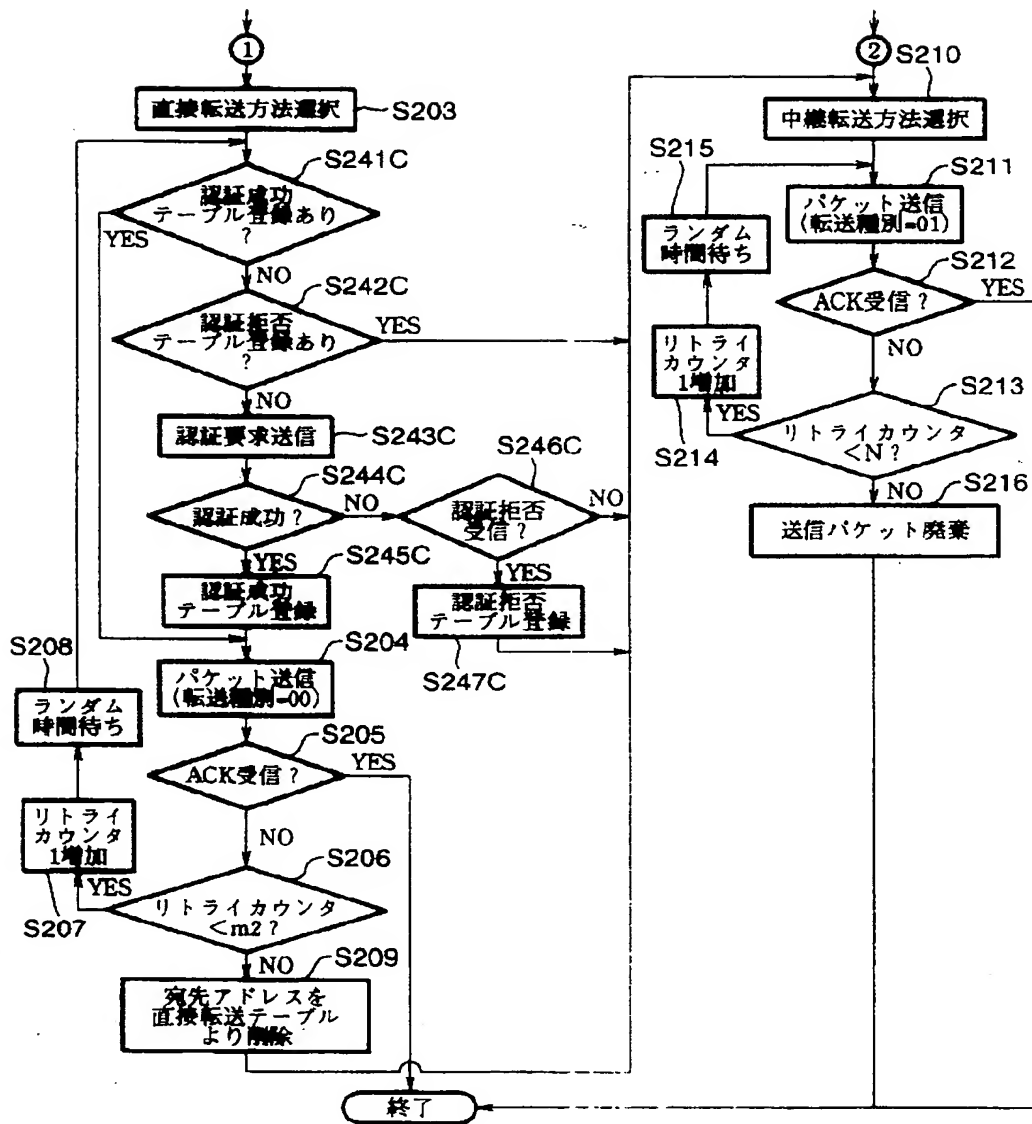 ①
直接転送方法選択
S203
S241C
認証成功
テーブル登録あり
?
YES
NO
S242C
認証拒否
テーブル登録あり
?
YES
NO
認証要求送信
S243C
S244C
認証成功?
NO
S246C
認証拒否
受信?
NO
YES
S245C
認証成功
テーブル登録
YES
認証拒否
テーブル登録
S247C
S204
パケット送信
(転送種別=00)
S208
ランダム
時間待ち
S205
ACK受信?
YES
NO
リトライ
カウンタ
1増加
S207
YES
S206
リトライカウンタ
<m2?
NO
S209
宛先アドレスを
直接転送テーブル
より削除
終了
②
S210
中継転送方法選択
S215
ランダム
時間待ち
S211
パケット送信
(転送種別=01)
S212
ACK受信?
YES
NO
リトライ
カウンタ
1増加
S214
YES
S213
リトライカウンタ
<N?
NO
S216
送信パケット廃棄